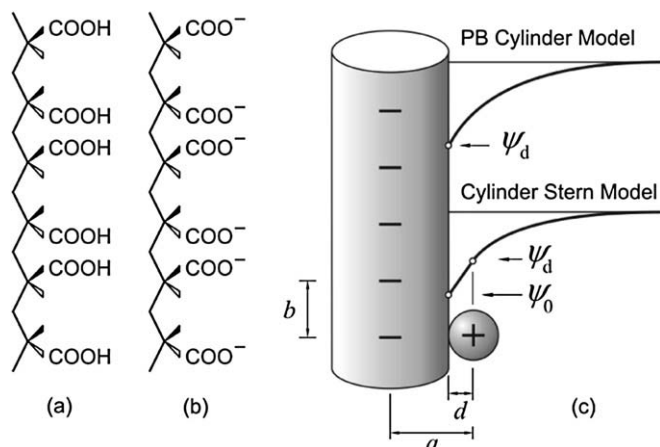 COOH
COOH
COOH
COOH
COOH
COOH
(a)
COO⁻
COO⁻
COO⁻
COO⁻
COO⁻
COO⁻
(b)
PB Cylinder Model
ψd
Cylinder Stern Model
ψd
ψ0
b
+
d
a
(c)